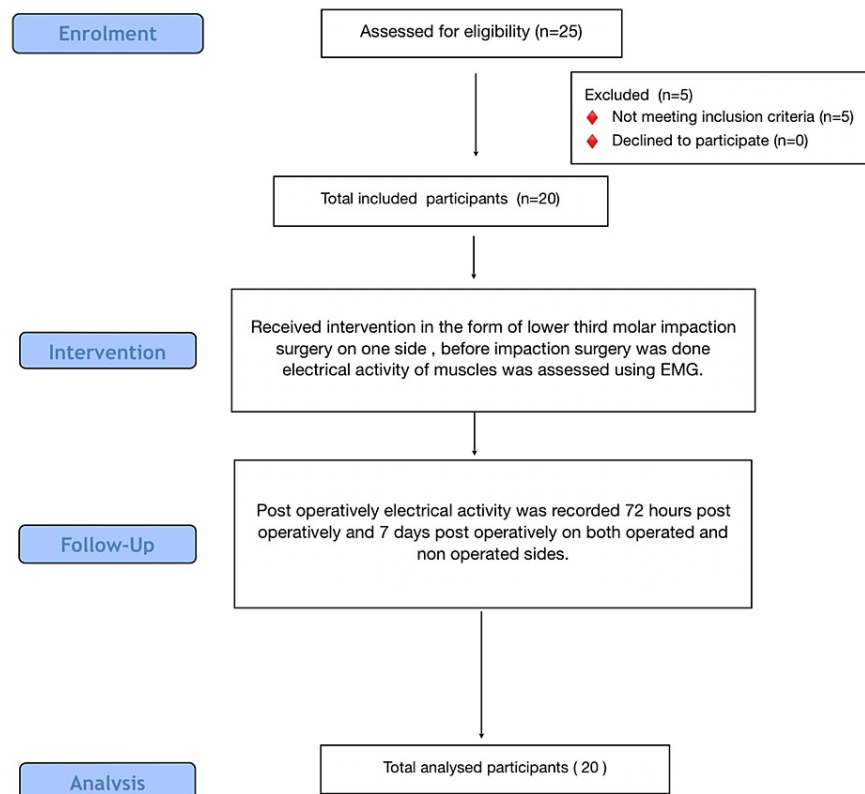 Enrolment
Assessed for eligibility (n=25)
Excluded (n=5)
Not meeting inclusion criteria (n=5)
Declined to participate (n=0)
Total included participants (n=20)
Intervention
Received intervention in the form of lower third molar impaction
surgery on one side , before impaction surgery was done
electrical activity of muscles was assessed using EMG.
Follow-Up
Post operatively electrical activity was recorded 72 hours post
operatively and 7 days post operatively on both operated and
non operated sides.
Analysis
Total analysed participants ( 20 )